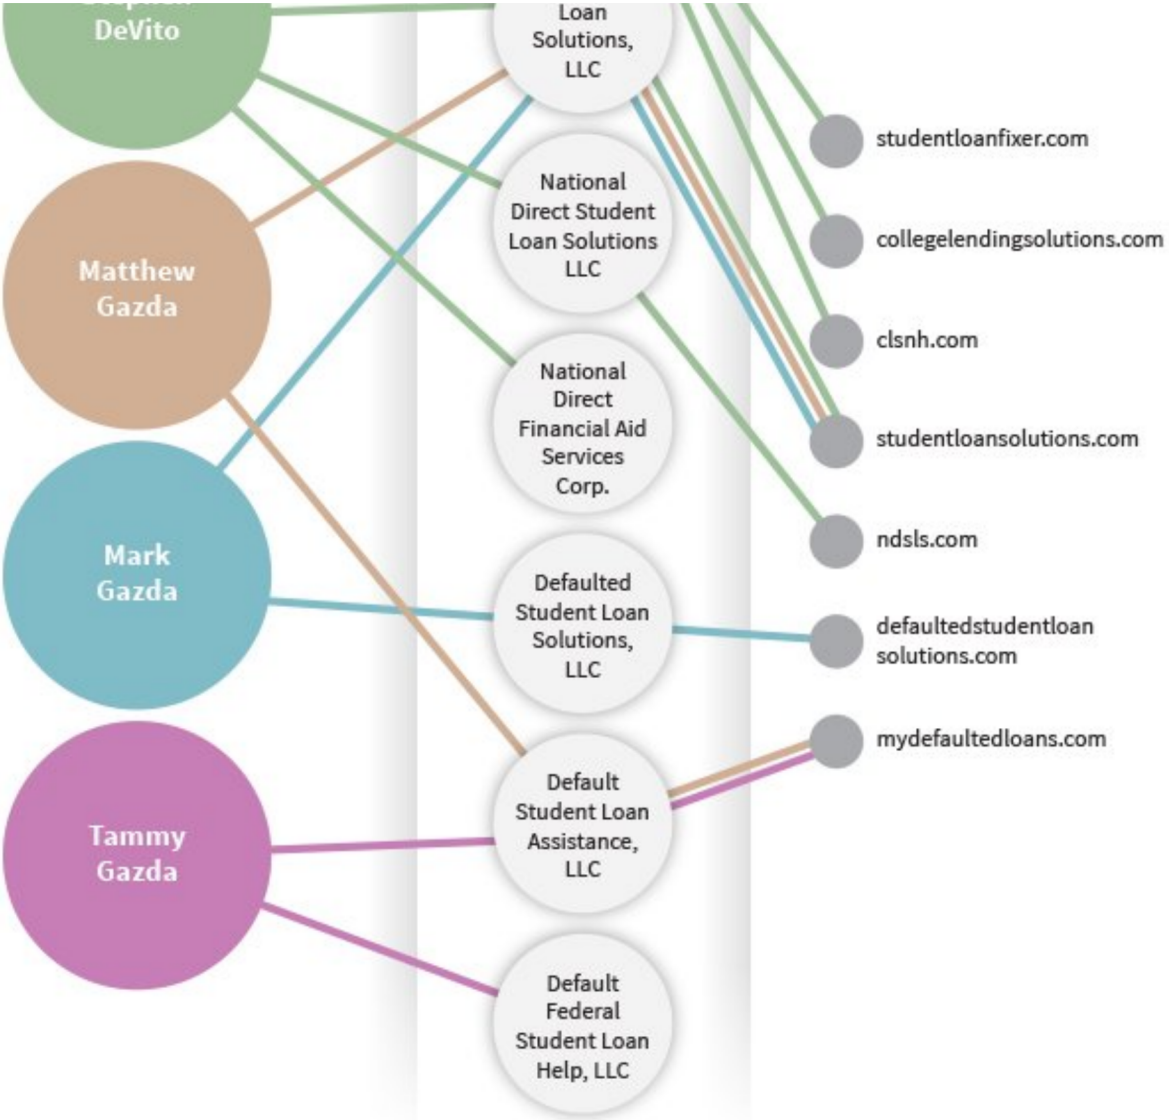 DeVito
Matthew
Gazda
Mark
Gazda
Tammy
Gazda
Loan
Solutions,
LLC
National
Direct Student
Loan Solutions
LLC
National
Direct
Financial Aid
Services
Corp.
Defaulted
Student Loan
Solutions,
LLC
Default
Student Loan
Assistance,
LLC
Default
Federal
Student Loan
Help, LLC
studentloanfixer.com
collegelendingsolutions.com
clsnh.com
studentloansolutions.com
ndsls.com
defaultedstudentloan
solutions.com
mydefaultedloans.com